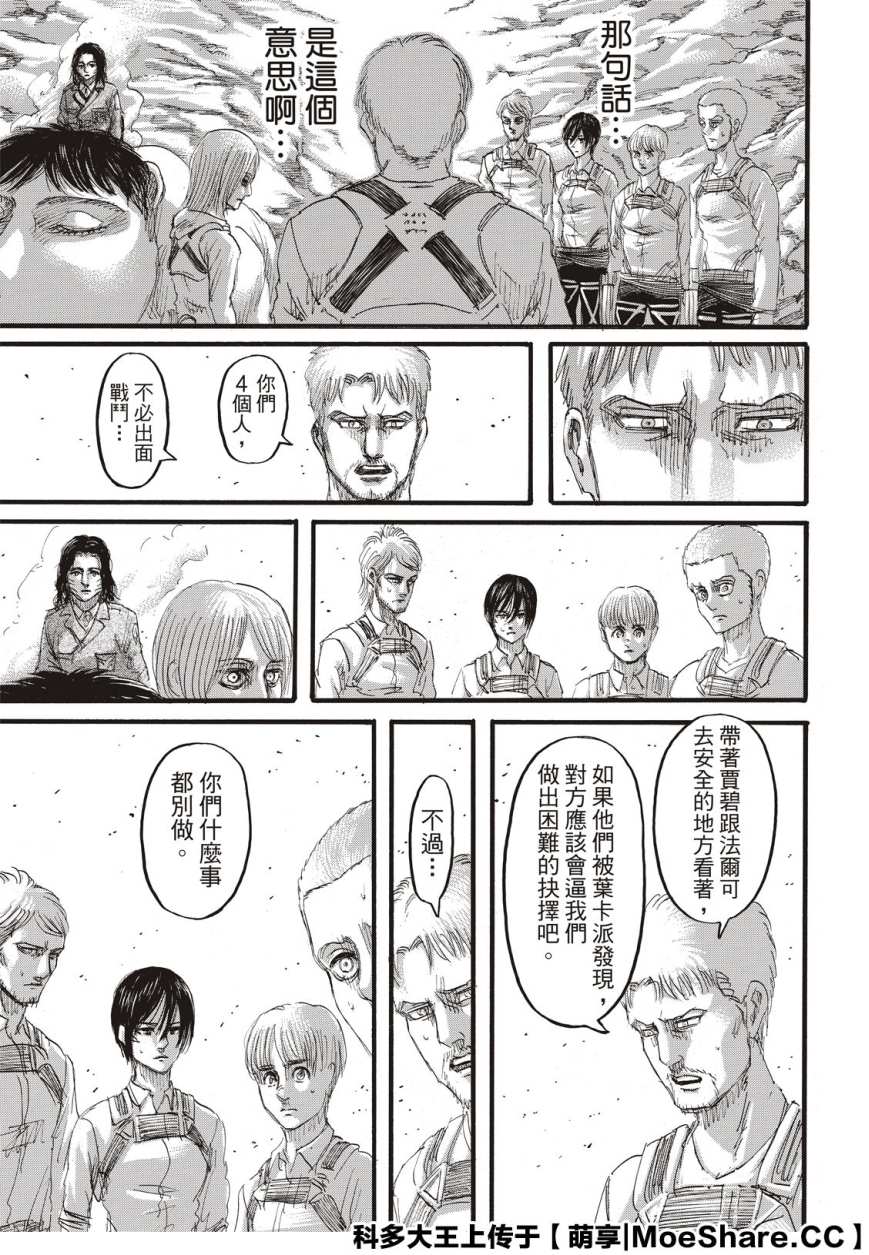 那句話…
是這個
意思啊…
你們
4個人，
不必出面
戰鬥…
帶著賈碧跟法爾可
去安全的地方看著，
如果他們被葉卡派發現，
對方應該會逼我們
做出困難的抉擇吧。
不過…
你們什麼事
都別做。
科多大王上传于【萌享|MoeShare.CC】